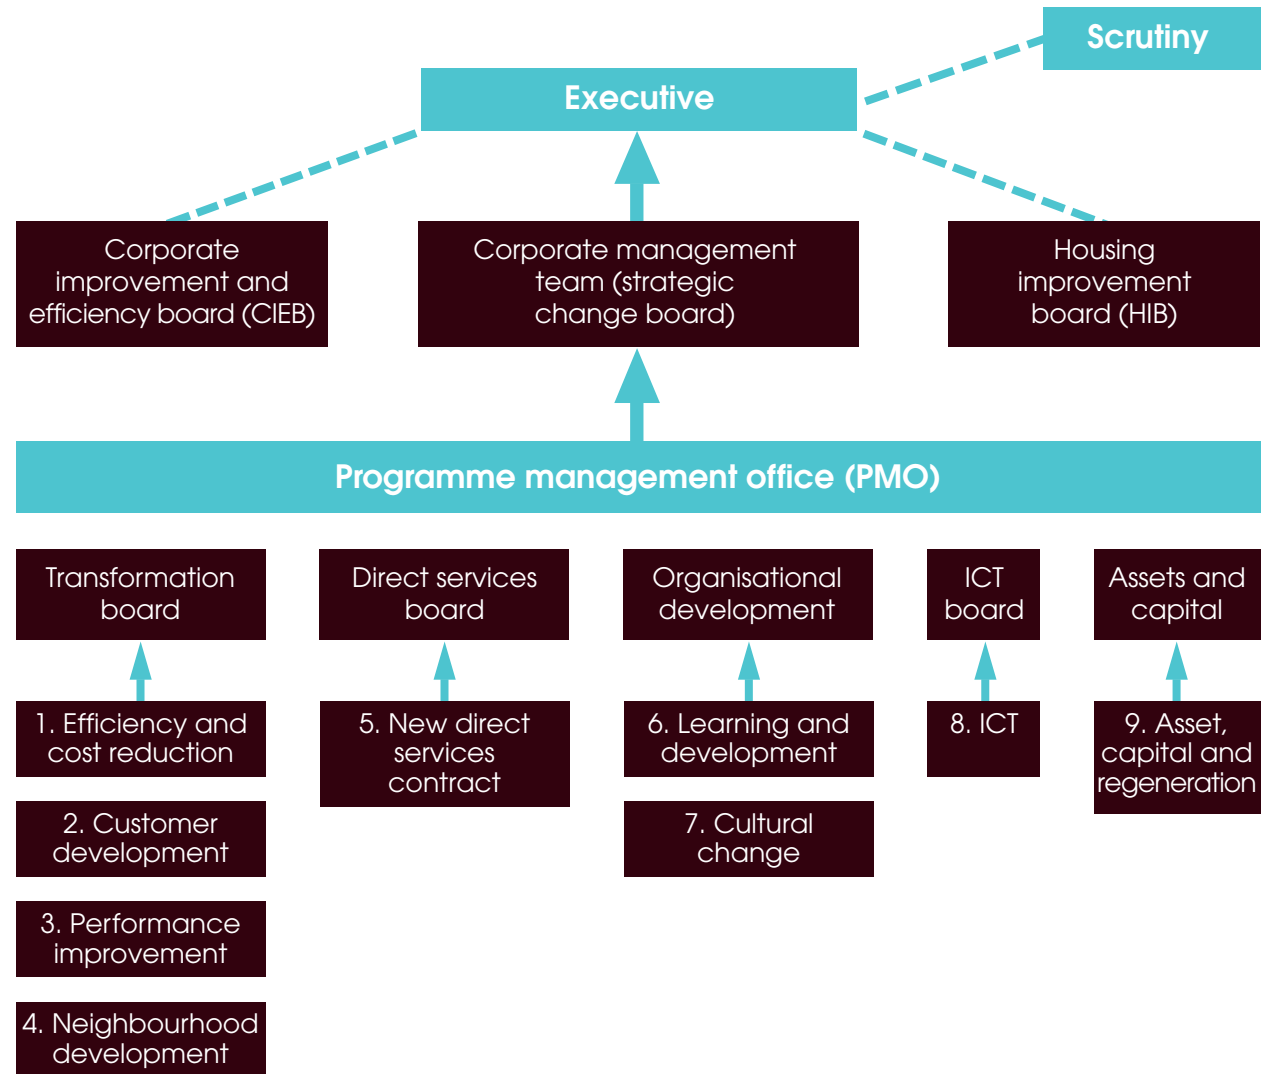 Scrutiny
Executive
Corporate
improvement and
efficiency board (CIEB)
Corporate management
team (strategic
change board)
Housing
improvement
board (HIB)
Programme management office (PMO)
Transformation
board
Direct services
board
Organisational
development
ICT
board
Assets and
capital
1. Efficiency and
cost reduction
5. New direct
services
contract
6. Learning and
development
8. ICT
9. Asset,
capital and
regeneration
2. Customer
development
7. Cultural
change
3. Performance
improvement
4. Neighbourhood
development